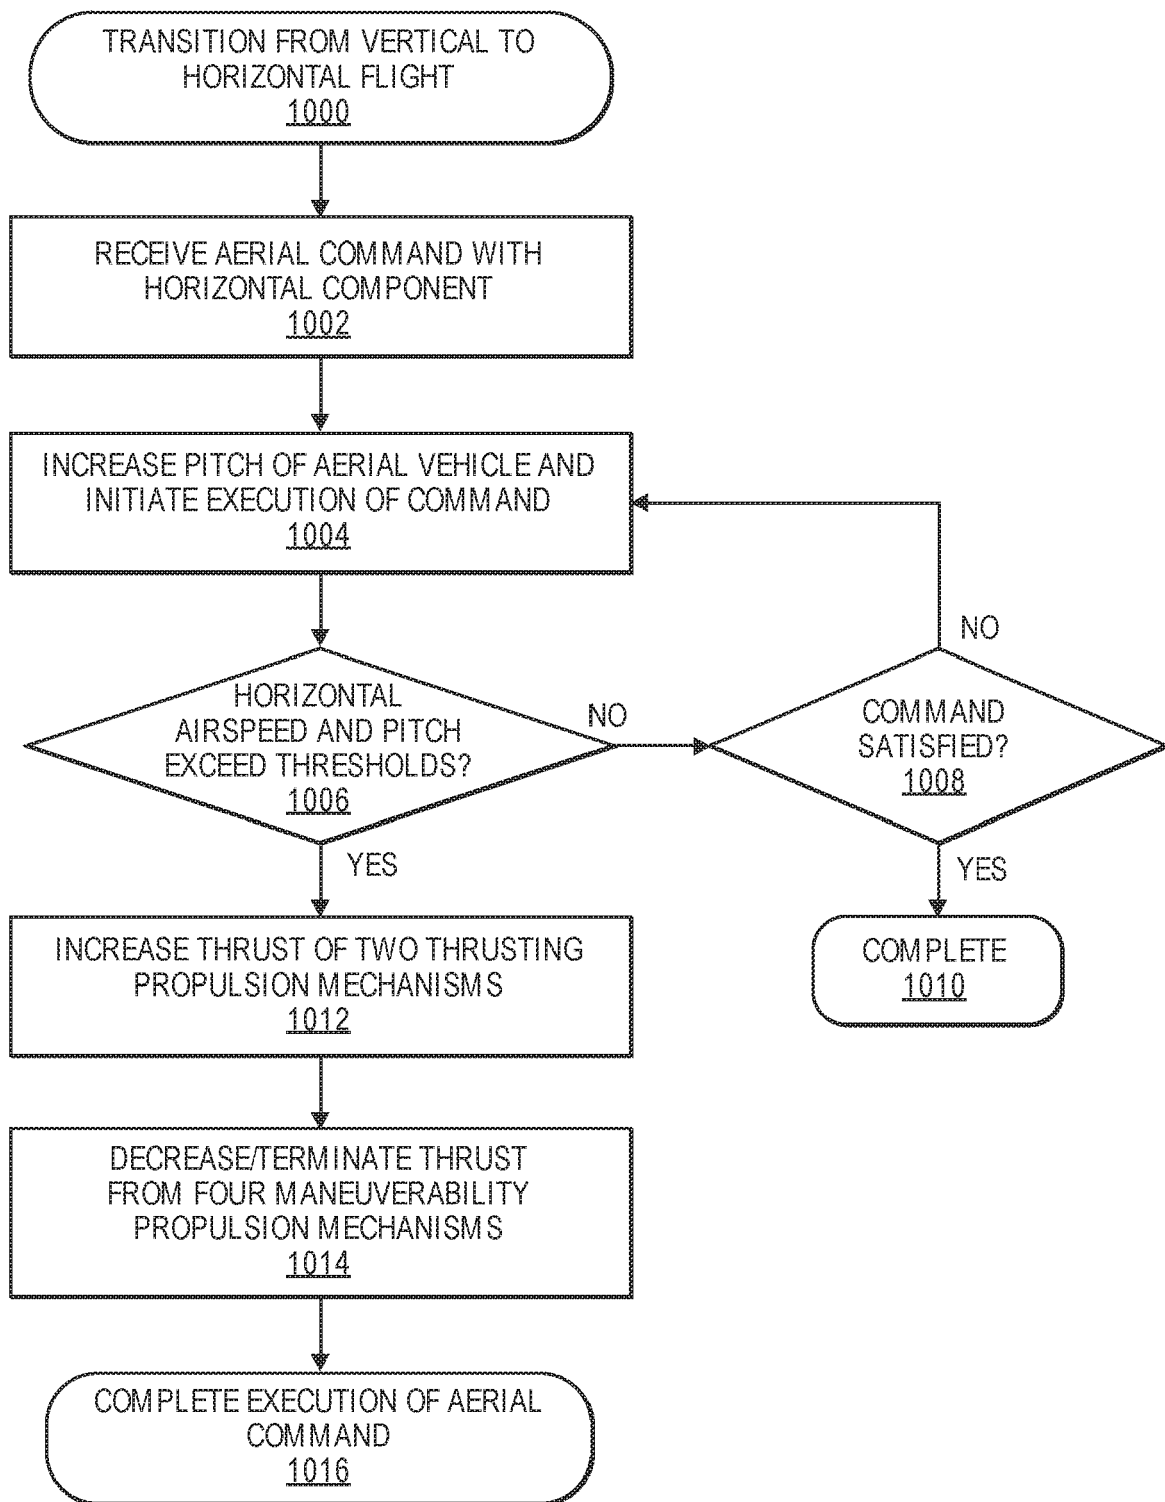 TRANSITION FROM VERTICAL TO
HORIZONTAL FLIGHT
1000
RECEIVE AERIAL COMMAND WITH
HORIZONTAL COMPONENT
1002
INCREASE PITCH OF AERIAL VEHICLE AND
INITIATE EXECUTION OF COMMAND
1004
HORIZONTAL
AIRSPEED AND PITCH
EXCEED THRESHOLDS?
1006
NO
YES
COMMAND
SATISFIED?
1008
NO
YES
COMPLETE
1010
INCREASE THRUST OF TWO THRUSTING
PROPULSION MECHANISMS
1012
DECREASE/TERMINATE THRUST
FROM FOUR MANEUVERABILITY
PROPULSION MECHANISMS
1014
COMPLETE EXECUTION OF AERIAL
COMMAND
1016